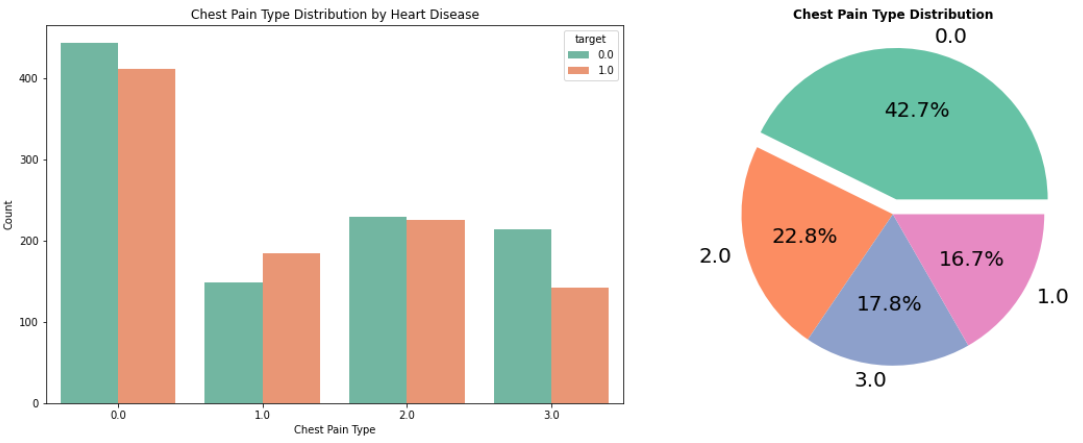 Chest Pain Type Distribution by Heart Disease
target
0.0
1.0
400
300
200
100
0
Count
0.0 1.0 2.0 3.0
Chest Pain Type
Chest Pain Type Distribution
0.0
42.7%
22.8%
2.0
17.8%
3.0
16.7%
1.0